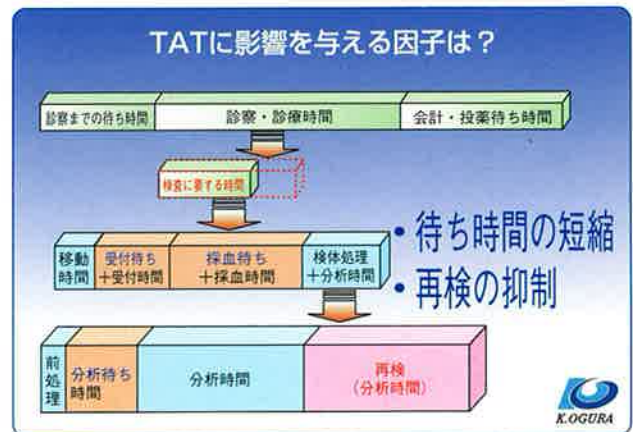 TATに影響を与える因子は？
診察までの待ち時間
診察・診療時間
会計・投薬待ち時間
検査に要する時間
移動
時間
受付待ち
＋受付時間
採血待ち
＋採血時間
検体処理
＋分析時間
• 待ち時間の短縮
• 再検の抑制
前
処
理
分析待ち
時間
分析時間
再検
（分析時間）
K.OGURA